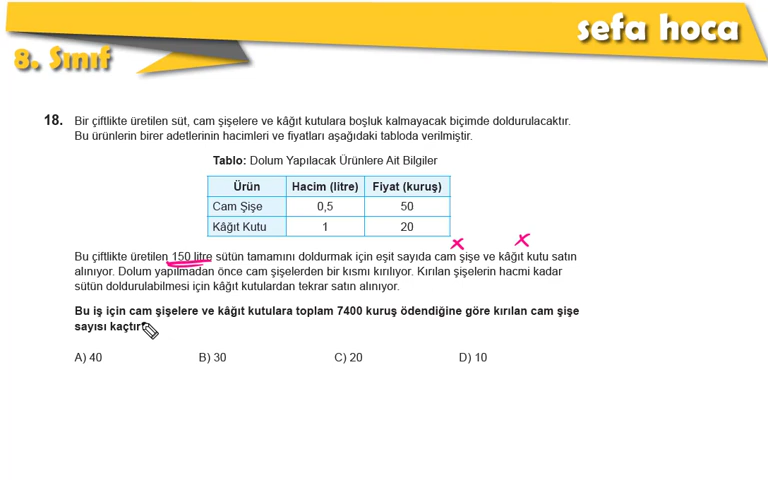 sefa hoca
8. Sınıf
18. Bir çiftlikte üretilen süt, cam şişelere ve kâğıt kutulara boşluk kalmayacak biçimde doldurulacaktır.
Bu ürünlerin birer adetlerinin hacimleri ve fiyatları aşağıdaki tabloda verilmiştir.
Tablo: Dolum Yapılacak Ürünlere Ait Bilgiler
Ürün Hacim (litre) Fiyat (kuruş)
Cam Şişe 0,5 50
Kâğıt Kutu 1 20
x x
Bu çiftlikte üretilen 150 litre sütün tamamını doldurmak için eşit sayıda cam şişe ve kâğıt kutu satın
alınıyor. Dolum yapılmadan önce cam şişelerden bir kısmı kırılıyor. Kırılan şişelerin hacmi kadar
sütün doldurulabilmesi için kâğıt kutulardan tekrar satın alınıyor.
Bu iş için cam şişelere ve kâğıt kutulara toplam 7400 kuruş ödendiğine göre kırılan cam şişe
sayısı kaçtır
A) 40 B) 30 C) 20 D) 10